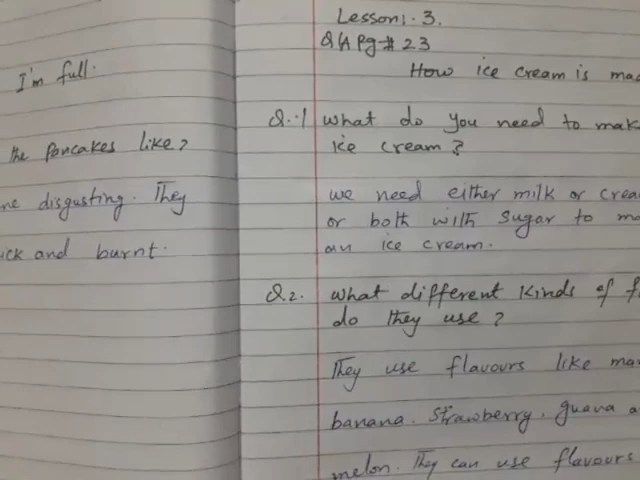 I'm full.
the Pancakes like?
disgusting. They
and burnt.
Lesson: 3.
Q/A Pg # 23
How ice cream is
Q.1 What do you need to
ice cream?
we need either milk or
or both with sugar to
an ice cream.
Q.2. What different kinds of
do they use?
They use flavours like
banana. Strawberry. guava
melon. They can use flavours